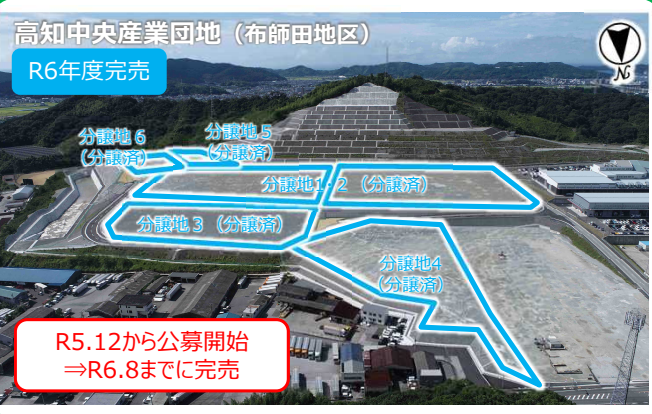 高知中央産業団地（布師田地区）
R6年度完売
N
分譲地６
（分譲済）
分譲地５
（分譲済）
分譲地1・2（分譲済）
分譲地３（分譲済）
分譲地4
（分譲済）
R5.12から公募開始
⇒R6.8までに完売